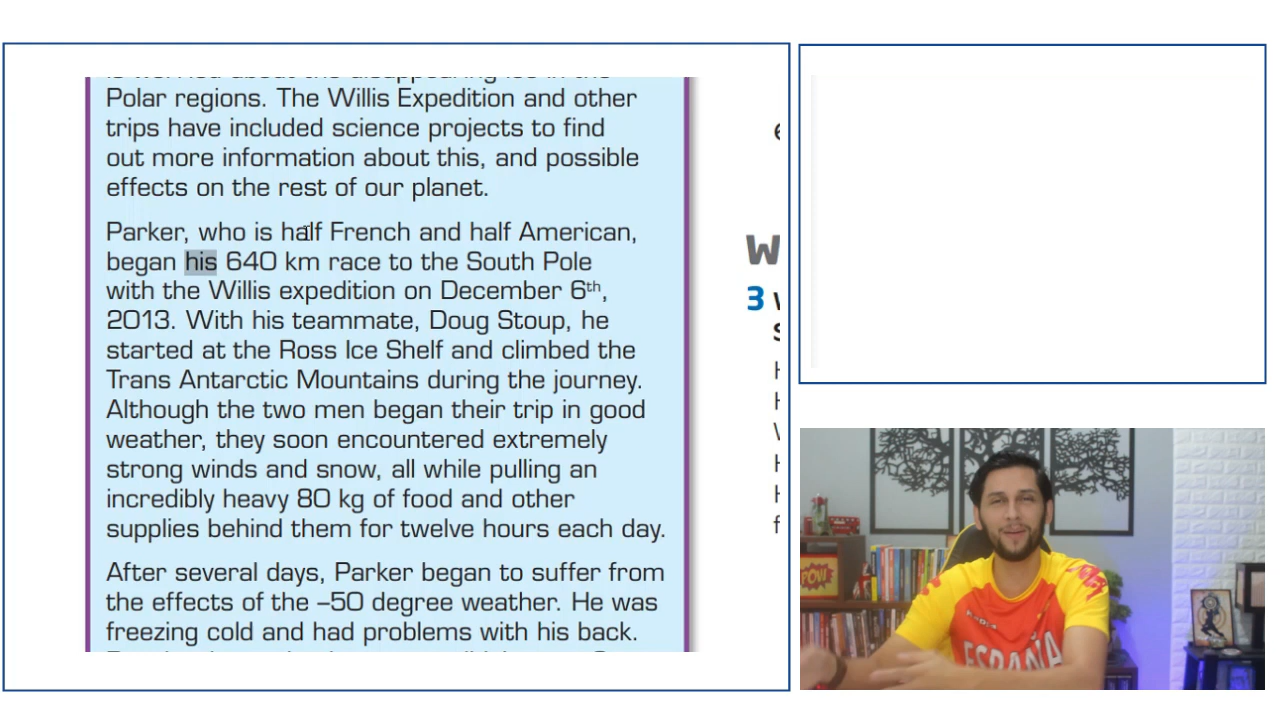 Polar regions. The Willis Expedition and other
trips have included science projects to find
out more information about this, and possible
effects on the rest of our planet.
Parker, who is half French and half American,
began his 640 km race to the South Pole
with the Willis expedition on December 6th,
2013. With his teammate, Doug Stoup, he
started at the Ross Ice Shelf and climbed the
Trans Antarctic Mountains during the journey.
Although the two men began their trip in good
weather, they soon encountered extremely
strong winds and snow, all while pulling an
incredibly heavy 80 kg of food and other
supplies behind them for twelve hours each day.
After several days, Parker began to suffer from
the effects of the –50 degree weather. He was
freezing cold and had problems with his back.
W
3
POW!
ESPAÑA